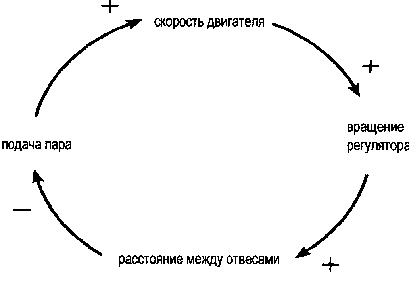 +
скорость двигателя
+
вращение
регулятора
подача пара
−
расстояние между отвесами
+